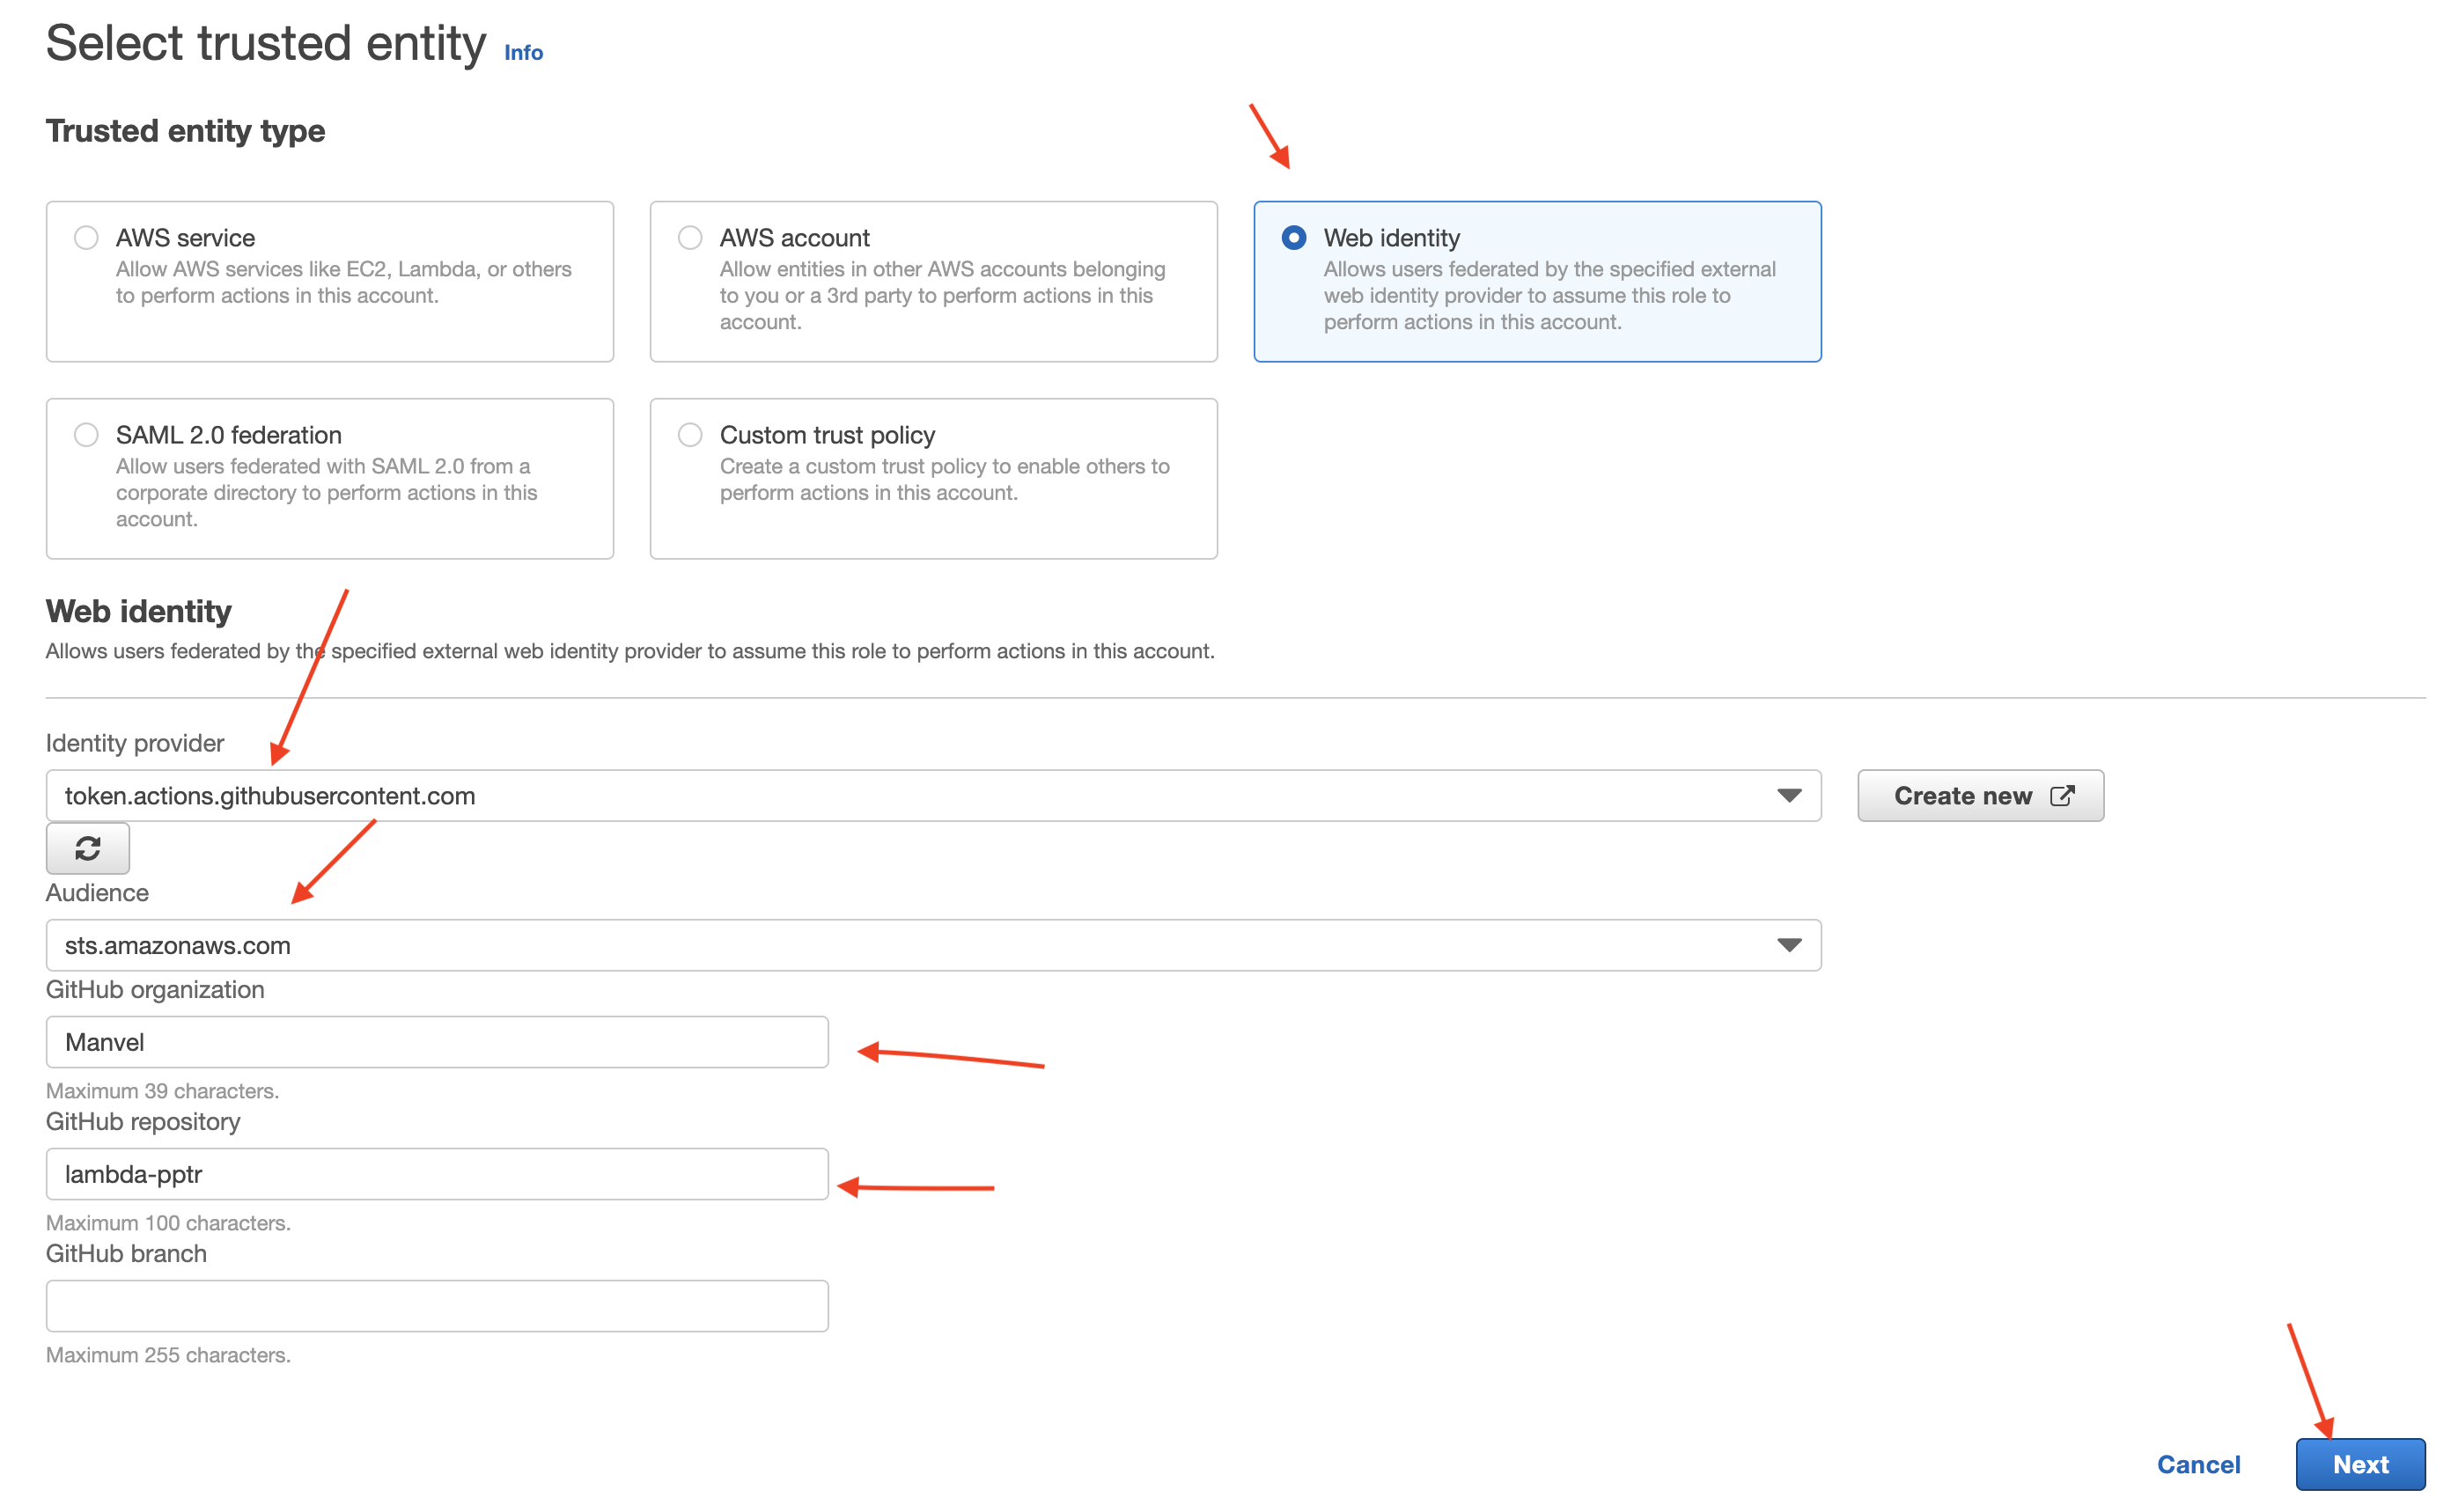 Select trusted entity Info
Trusted entity type
AWS service
Allow AWS services like EC2, Lambda, or others
to perform actions in this account.
AWS account
Allow entities in other AWS accounts belonging
to you or a 3rd party to perform actions in this
account.
Web identity
Allows users federated by the specified external
web identity provider to assume this role to
perform actions in this account.
SAML 2.0 federation
Allow users federated with SAML 2.0 from a
corporate directory to perform actions in this
account.
Custom trust policy
Create a custom trust policy to enable others to
perform actions in this account.
Web identity
Allows users federated by the specified external web identity provider to assume this role to perform actions in this account.
Identity provider
token.actions.githubusercontent.com
Create new
Audience
sts.amazonaws.com
GitHub organization
Manvel
Maximum 39 characters.
GitHub repository
lambda-pptr
Maximum 100 characters.
GitHub branch
Maximum 255 characters.
Cancel
Next